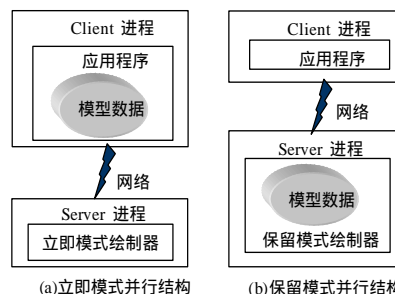 Client 进程
应用程序
模型数据
网络
Server 进程
立即模式绘制器
(a)立即模式并行结构
Client 进程
应用程序
网络
Server 进程
模型数据
保留模式绘制器
(b)保留模式并行结构